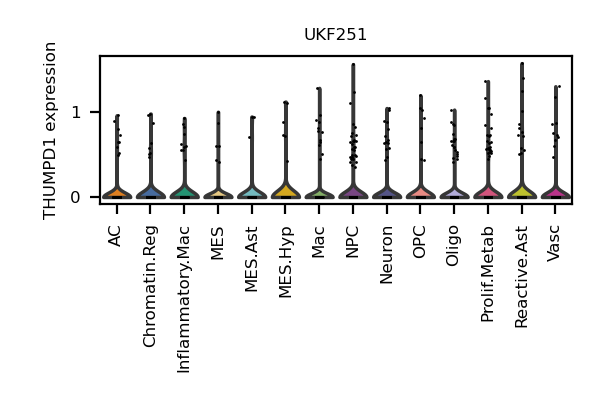 UKF251
THUMPD1 expression
1
0
AC
Chromatin.Reg
Inflammatory.Mac
MES
MES.Ast
MES.Hyp
Mac
NPC
Neuron
OPC
Oligo
Prolif.Metab
Reactive.Ast
Vasc